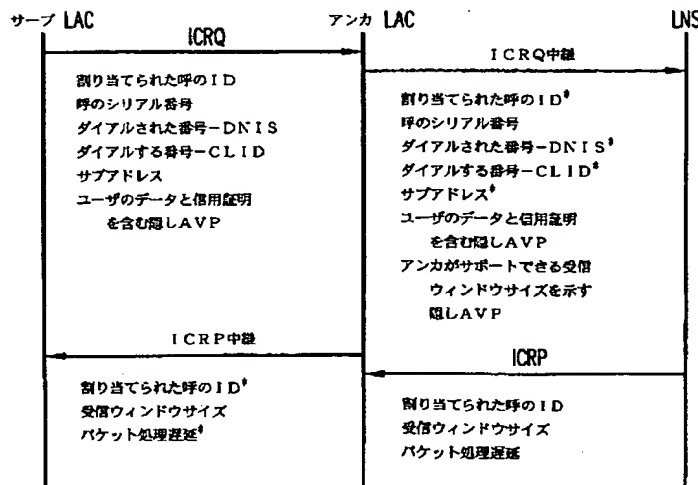 サーブ LAC
アンカ LAC
LNS
ICRQ
割り当てられた呼のID
呼のシリアル番号
ダイアルされた番号-DNIS
ダイアルする番号-CLID
サブアドレス
ユーザのデータと信用証明
を含む隠しAVP
ICRQ中継
割り当てられた呼のID*
呼のシリアル番号
ダイアルされた番号-DNIS*
ダイアルする番号-CLID*
サブアドレス*
ユーザのデータと信用証明
を含む隠しAVP
アンカがサポートできる受信
ウィンドウサイズを示す
隠しAVP
ICRP中継
割り当てられた呼のID*
受信ウィンドウサイズ
パケット処理遅延*
ICRP
割り当てられた呼のID
受信ウィンドウサイズ
パケット処理遅延